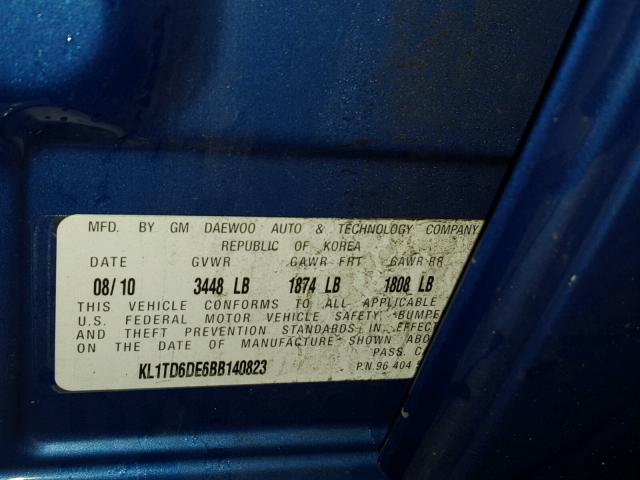 MFD. BY GM DAEWOO AUTO & TECHNOLOGY COMPANY
REPUBLIC OF KOREA
DATE GVWR GAWR FRT GAWR RR
08/10 3448 LB 1874 LB 1808 LB
THIS VEHICLE CONFORMS TO ALL APPLICABLE
U.S. FEDERAL MOTOR VEHICLE SAFETY, BUMPE
AND THEFT PREVENTION STANDARDS IN EFFECT
ON THE DATE OF MANUFACTURE SHOWN ABO
PASS. C
KL1TD6DE6BB140823 P.N. 96 404